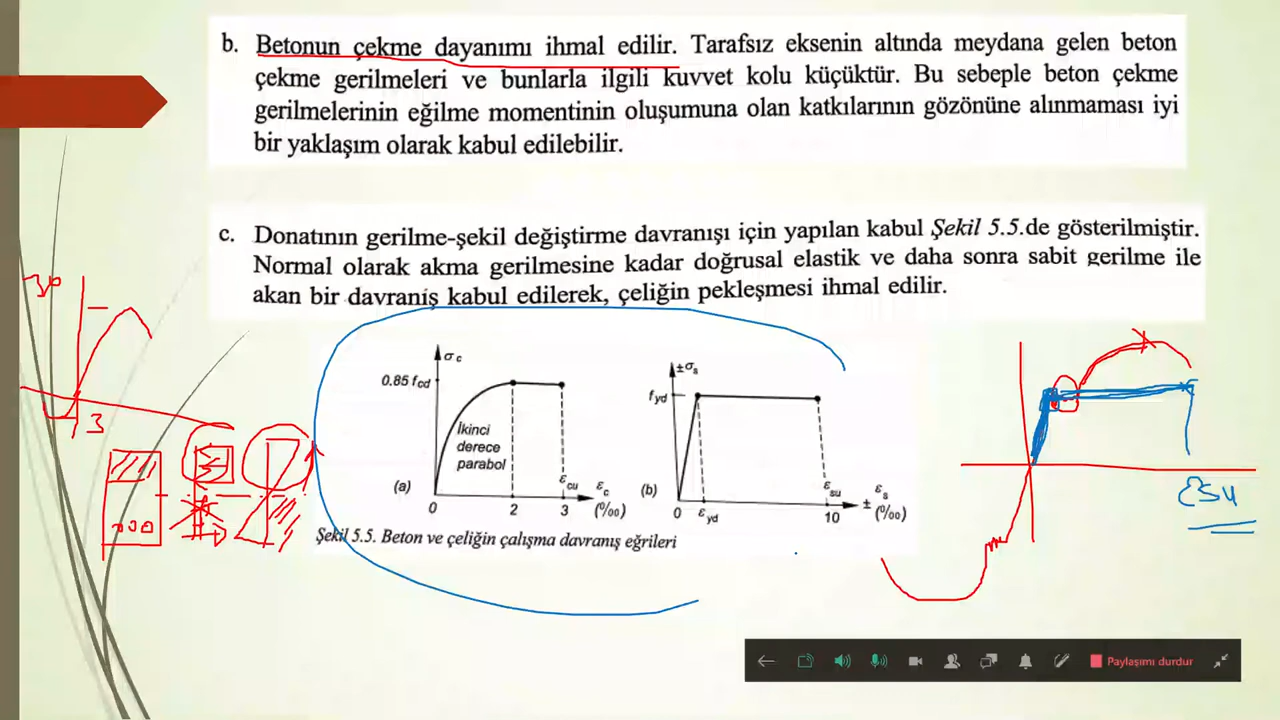 b. Betonun çekme dayanımı ihmal edilir. Tarafsız eksenin altında meydana gelen beton
çekme gerilmeleri ve bunlarla ilgili kuvvet kolu küçüktür. Bu sebeple beton çekme
gerilmelerinin eğilme momentinin oluşumuna olan katkılarının gözönüne alınmaması iyi
bir yaklaşım olarak kabul edilebilir.
c. Donatının gerilme-şekil değiştirme davranışı için yapılan kabul Şekil 5.5.de gösterilmiştir.
Normal olarak akma gerilmesine kadar doğrusal elastik ve daha sonra sabit gerilme ile
akan bir davranış kabul edilerek, çeliğin pekleşmesi ihmal edilir.
30
3
σc
0.85 fcd
İkinci
derece
parabol
(a)
εcu
εc
0
2
3
(‰)
±σs
fyd
(b)
εsu
εs
0
εyd
10
± (‰)
Şekil 5.5. Beton ve çeliğin çalışma davranış eğrileri
εsu
Paylaşımı durdur